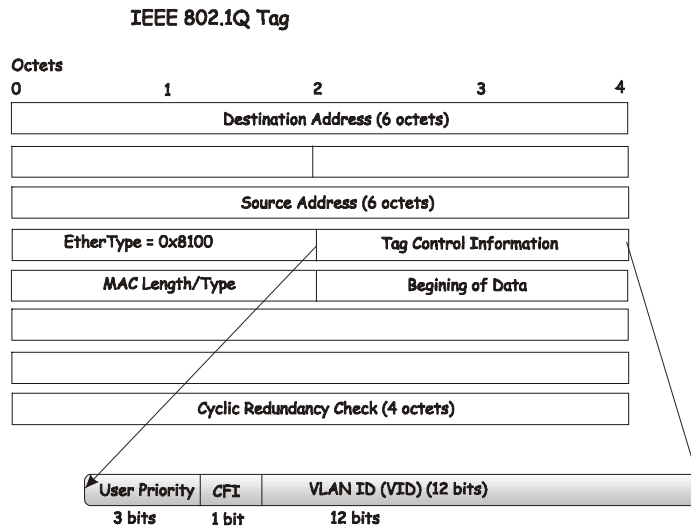 IEEE 802.1Q Tag
Octets
0 1 2 3 4
Destination Address (6 octets)
Source Address (6 octets)
EtherType = 0x8100 Tag Control Information
MAC Length/Type Begining of Data
Cyclic Redundancy Check (4 octets)
User Priority CFI VLAN ID (VID) (12 bits)
3 bits 1 bit 12 bits